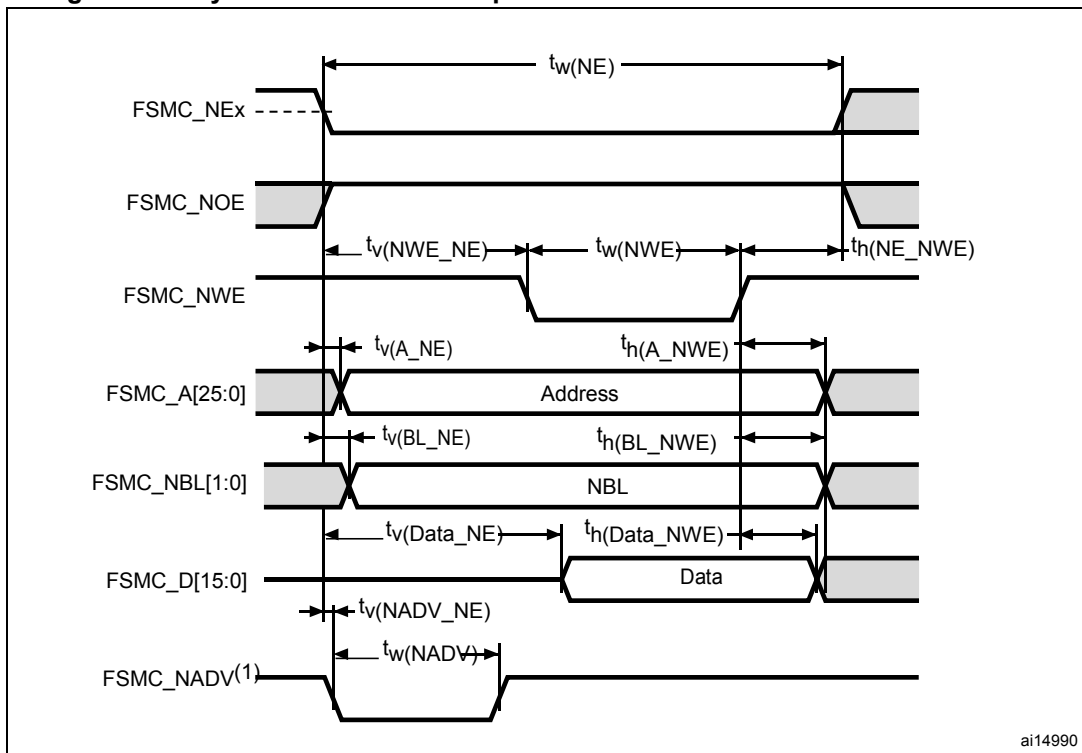 tw(NE)
FSMC_NEx
FSMC_NOE
tv(NWE_NE)
tw(NWE)
th(NE_NWE)
FSMC_NWE
tv(A_NE)
th(A_NWE)
FSMC_A[25:0]
Address
tv(BL_NE)
th(BL_NWE)
FSMC_NBL[1:0]
NBL
tv(Data_NE)
th(Data_NWE)
FSMC_D[15:0]
Data
tv(NADV_NE)
tw(NADV)
FSMC_NADV(1)
ai14990